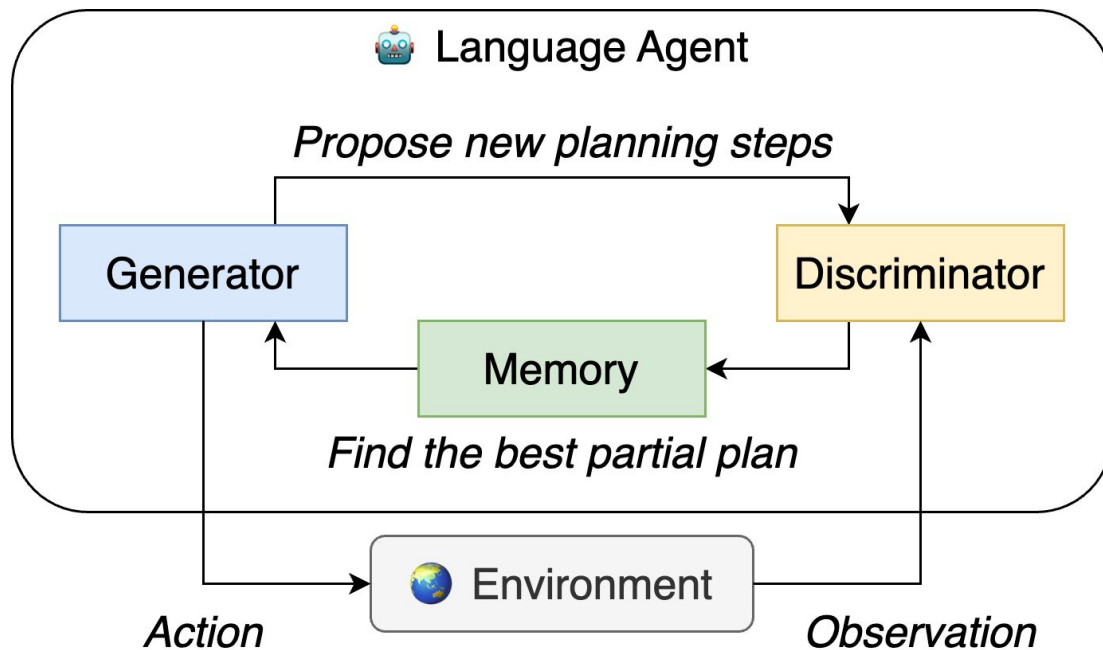 Language Agent
Propose new planning steps
Generator
Discriminator
Memory
Find the best partial plan
Environment
Action
Observation